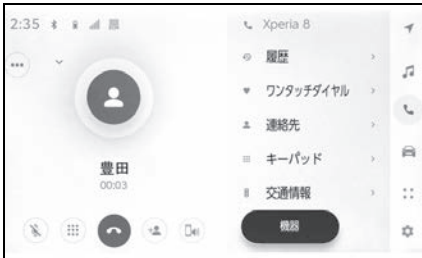 2:35
豊田
00:03
Xperia 8
履歴
ワンタッチダイヤル
連絡先
キーパッド
交通情報
機器